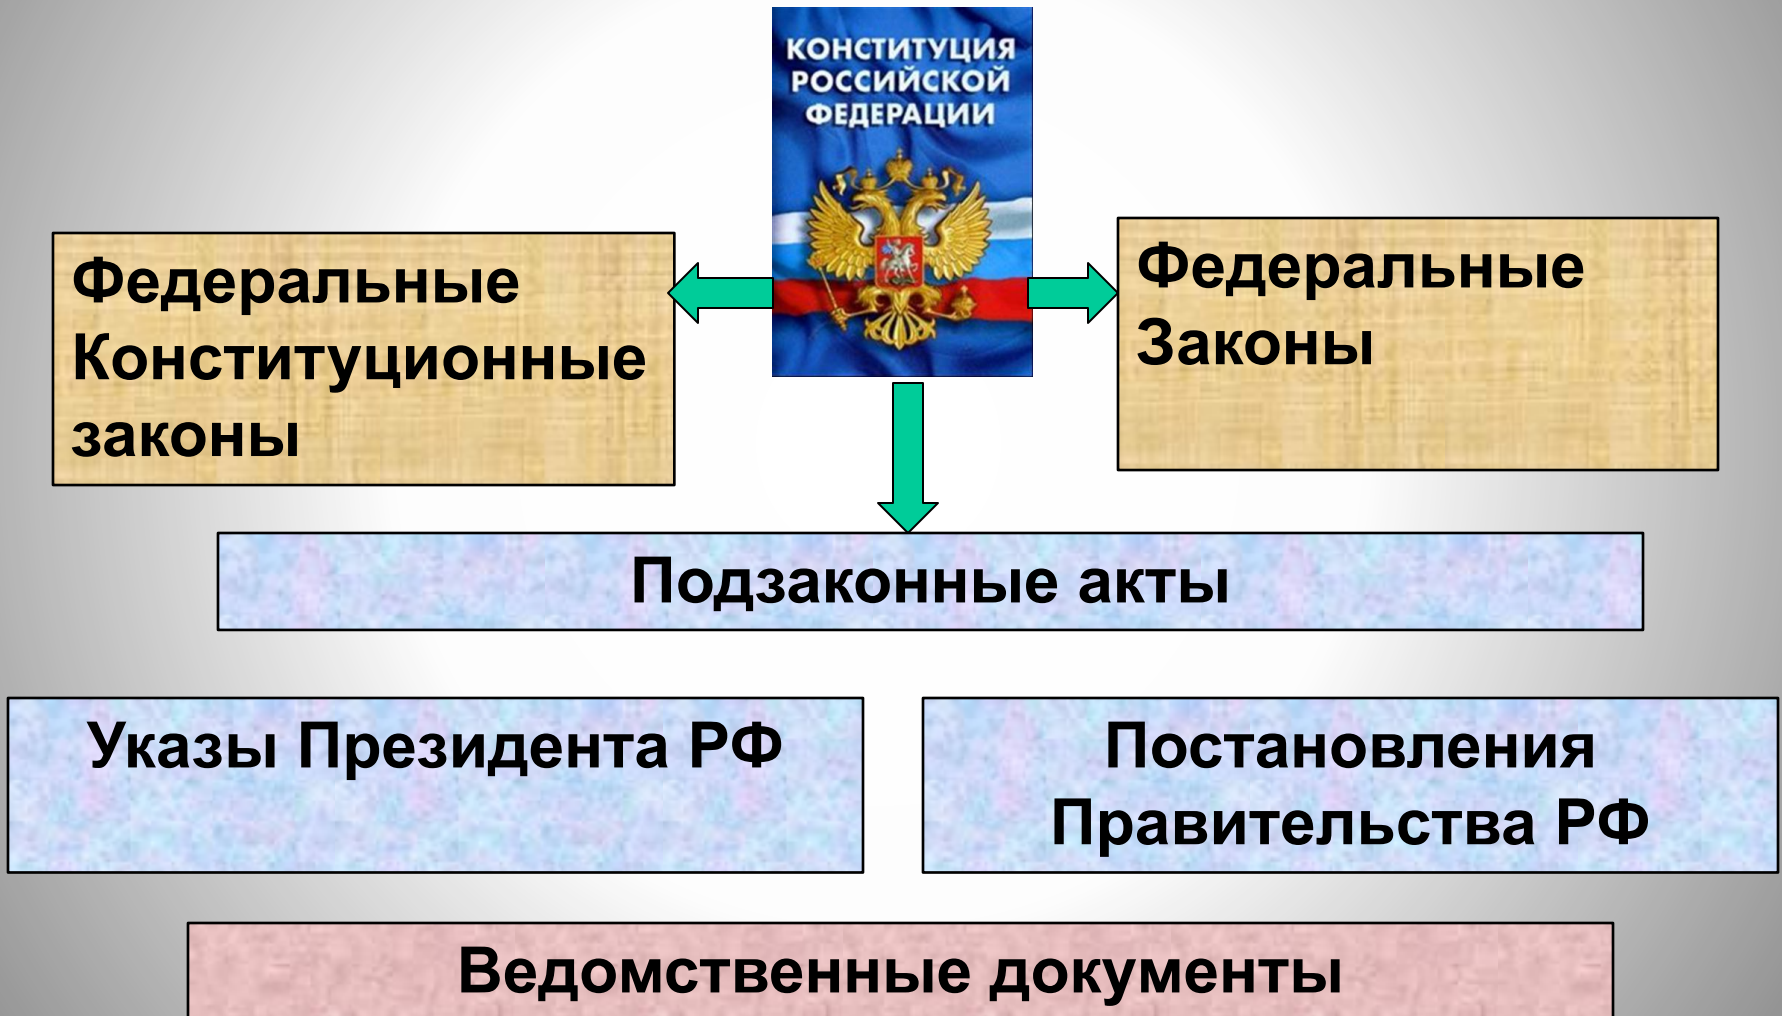 КОНСТИТУЦИЯ
РОССИЙСКОЙ
ФЕДЕРАЦИИ
Федеральные
Конституционные
законы
Федеральные
Законы
Подзаконные акты
Указы Президента РФ
Постановления
Правительства РФ
Ведомственные документы